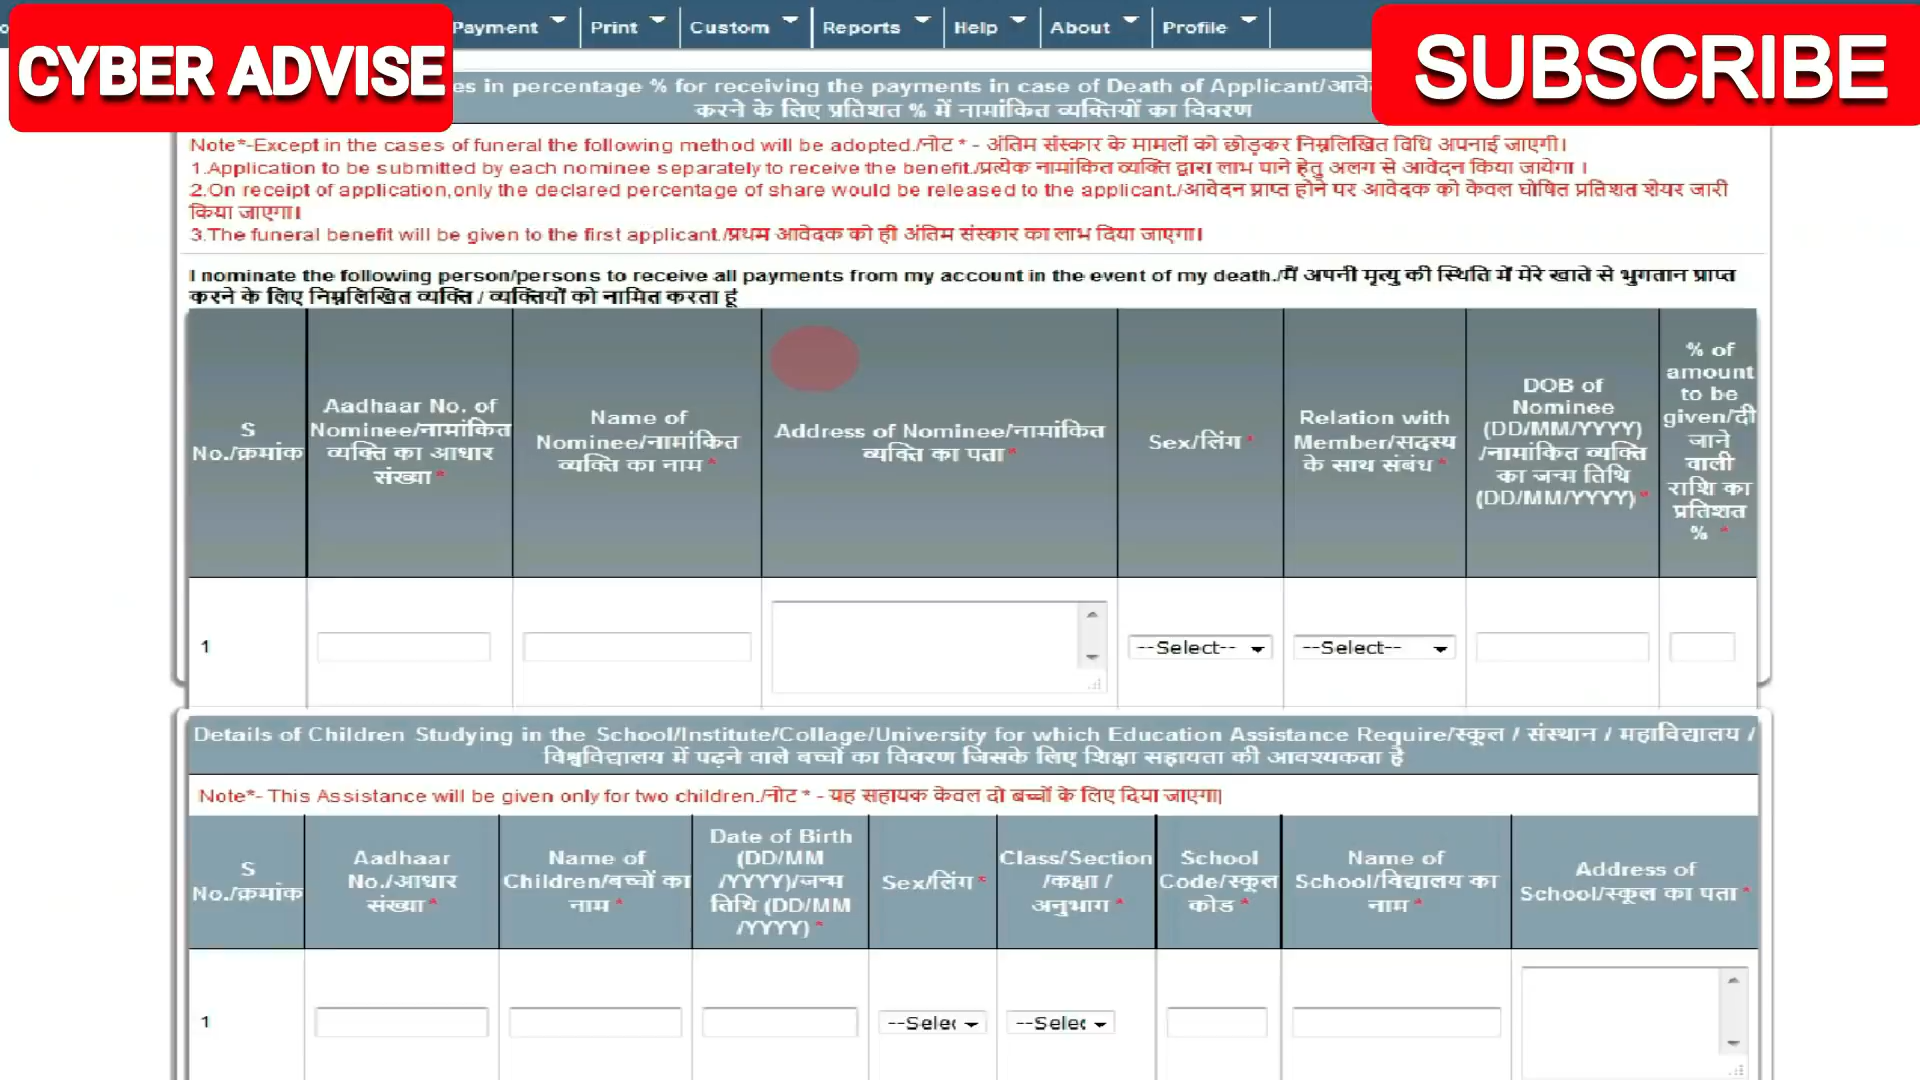 CYBER ADVISE
Payment
Print
Custom
Reports
Help
About
Profile
SUBSCRIBE
es in percentage % for receiving the payments in case of Death of Applicant/आवे
करने के लिए प्रतिशत % में नामांकित व्यक्तियों का विवरण
Note*-Except in the cases of funeral the following method will be adopted./नोट * - अंतिम संस्कार के मामलों को छोड़कर निम्नलिखित विधि अपनाई जाएगी।
1.Application to be submitted by each nominee separately to receive the benefit./प्रत्येक नामांकित व्यक्ति द्वारा लाभ पाने हेतु अलग से आवेदन किया जायेगा ।
2.On receipt of application,only the declared percentage of share would be released to the applicant./आवेदन प्राप्त होने पर आवेदक को केवल घोषित प्रतिशत शेयर जारी
किया जाएगा।
3.The funeral benefit will be given to the first applicant./प्रथम आवेदक को ही अंतिम संस्कार का लाभ दिया जाएगा।
I nominate the following person/persons to receive all payments from my account in the event of my death./मैं अपनी मृत्यु की स्थिति में मेरे खाते से भुगतान प्राप्त
करने के लिए निम्नलिखित व्यक्ति / व्यक्तियों को नामित करता हूं
S
No./क्रमांक
Aadhaar No. of
Nominee/नामांकित
व्यक्ति का आधार
संख्या *
Name of
Nominee/नामांकित
व्यक्ति का नाम *
Address of Nominee/नामांकित
व्यक्ति का पता *
Sex/लिंग *
Relation with
Member/सदस्य
के साथ संबंध *
DOB of
Nominee
(DD/MM/YYYY)
/नामांकित व्यक्ति
का जन्म तिथि
(DD/MM/YYYY) *
% of
amount
to be
given/दी
जाने
वाली
राशि का
प्रतिशत
% *
1
--Select--
--Select--
Details of Children Studying in the School/Institute/Collage/University for which Education Assistance Require/स्कूल / संस्थान / महाविद्यालय /
विश्वविद्यालय में पढ़ने वाले बच्चों का विवरण जिसके लिए शिक्षा सहायता की आवश्यकता है
Note*- This Assistance will be given only for two children./नोट * - यह सहायक केवल दो बच्चों के लिए दिया जाएगा|
S
No./क्रमांक
Aadhaar
No./आधार
संख्या *
Name of
Children/बच्चों का
नाम *
Date of Birth
(DD/MM
/YYYY)/जन्म
तिथि (DD/MM
/YYYY) *
Sex/लिंग *
Class/Section
/कक्षा /
अनुभाग *
School
Code/स्कूल
कोड *
Name of
School/विद्यालय का
नाम *
Address of
School/स्कूल का पता *
1
--Selec
--Selec